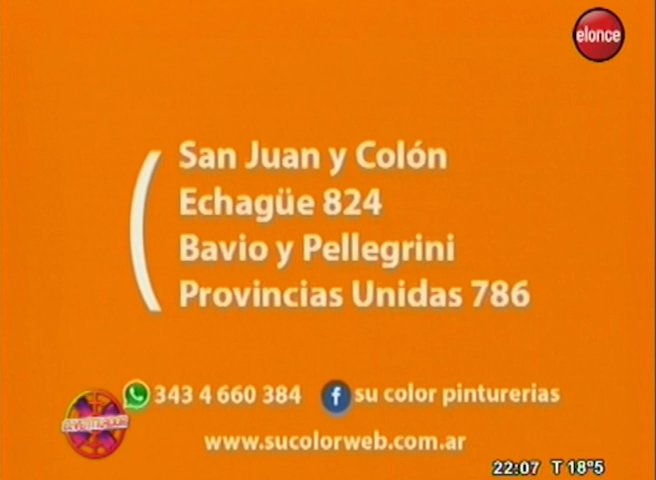 elonce
San Juan y Colón
Echagüe 824
Bavio y Pellegrini
Provincias Unidas 786
343 4 660 384
su color pinturerias
www.sucolorweb.com.ar
22:07 T 18°5